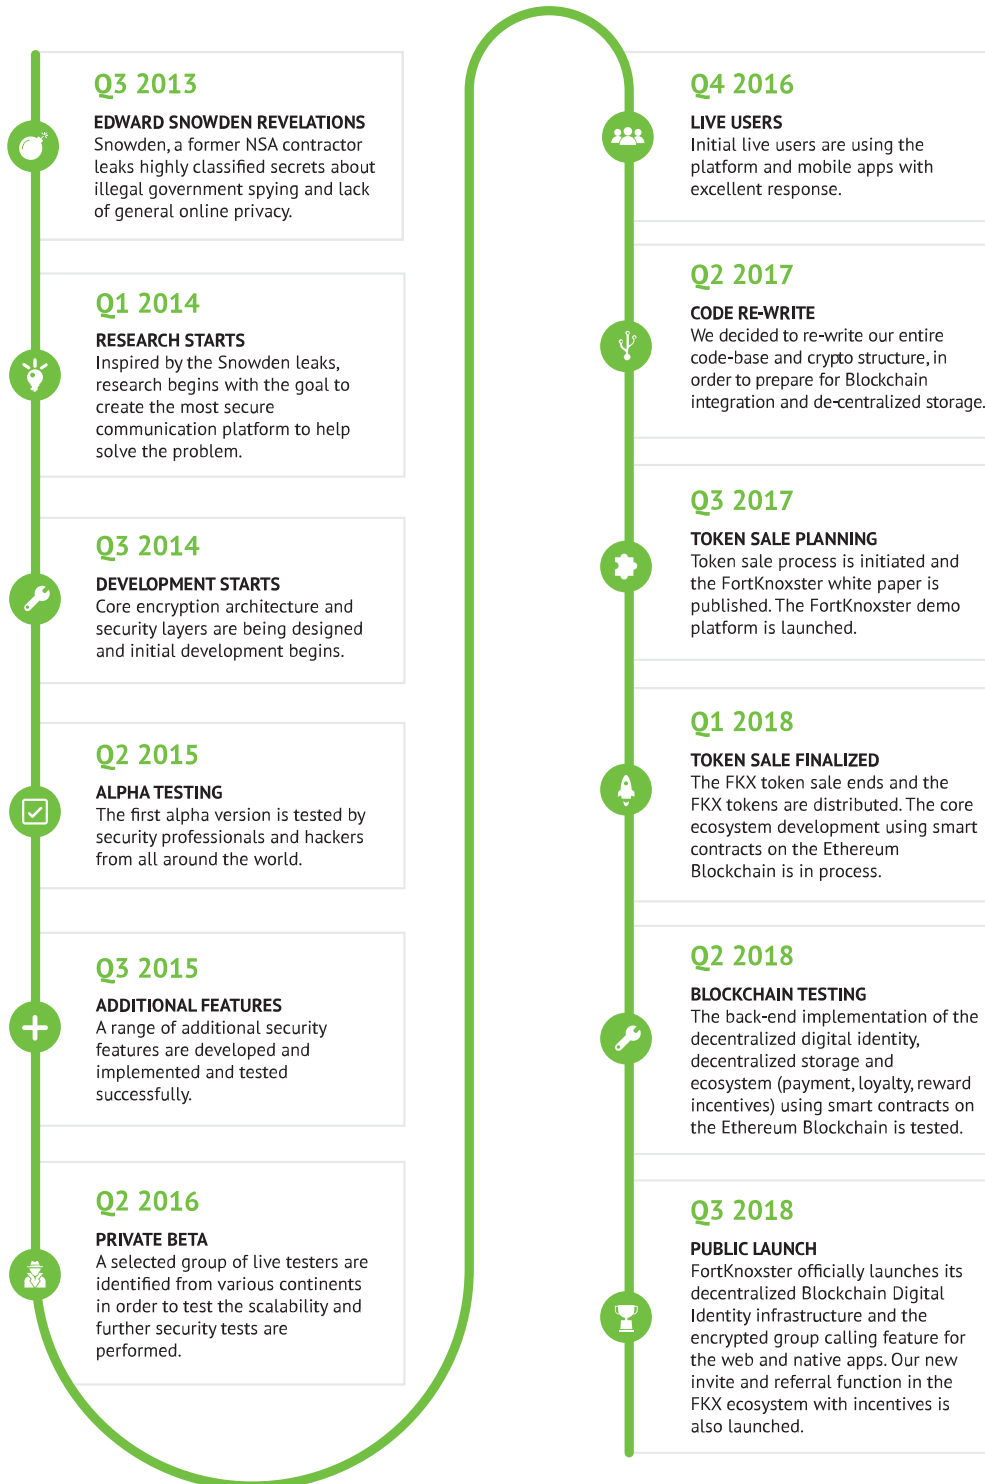 Q3 2013
EDWARD SNOWDEN REVELATIONS
Snowden, a former NSA contractor
leaks highly classified secrets about
illegal government spying and lack
of general online privacy.
Q1 2014
RESEARCH STARTS
Inspired by the Snowden leaks,
research begins with the goal to
create the most secure
communication platform to help
solve the problem.
Q3 2014
DEVELOPMENT STARTS
Core encryption architecture and
security layers are being designed
and initial development begins.
Q2 2015
ALPHA TESTING
The first alpha version is tested by
security professionals and hackers
from all around the world.
Q3 2015
ADDITIONAL FEATURES
A range of additional security
features are developed and
implemented and tested
successfully.
Q2 2016
PRIVATE BETA
A selected group of live testers are
identified from various continents
in order to test the scalability and
further security tests are
performed.
Q4 2016
LIVE USERS
Initial live users are using the
platform and mobile apps with
excellent response.
Q2 2017
CODE RE-WRITE
We decided to re-write our entire
code-base and crypto structure, in
order to prepare for Blockchain
integration and de-centralized storage.
Q3 2017
TOKEN SALE PLANNING
Token sale process is initiated and
the FortKnoxster white paper is
published. The FortKnoxster demo
platform is launched.
Q1 2018
TOKEN SALE FINALIZED
The FKX token sale ends and the
FKX tokens are distributed. The core
ecosystem development using smart
contracts on the Ethereum
Blockchain is in process.
Q2 2018
BLOCKCHAIN TESTING
The back-end implementation of the
decentralized digital identity,
decentralized storage and
ecosystem (payment, loyalty, reward
incentives) using smart contracts on
the Ethereum Blockchain is tested.
Q3 2018
PUBLIC LAUNCH
FortKnoxster officially launches its
decentralized Blockchain Digital
Identity infrastructure and the
encrypted group calling feature for
the web and native apps. Our new
invite and referral function in the
FKX ecosystem with incentives is
also launched.